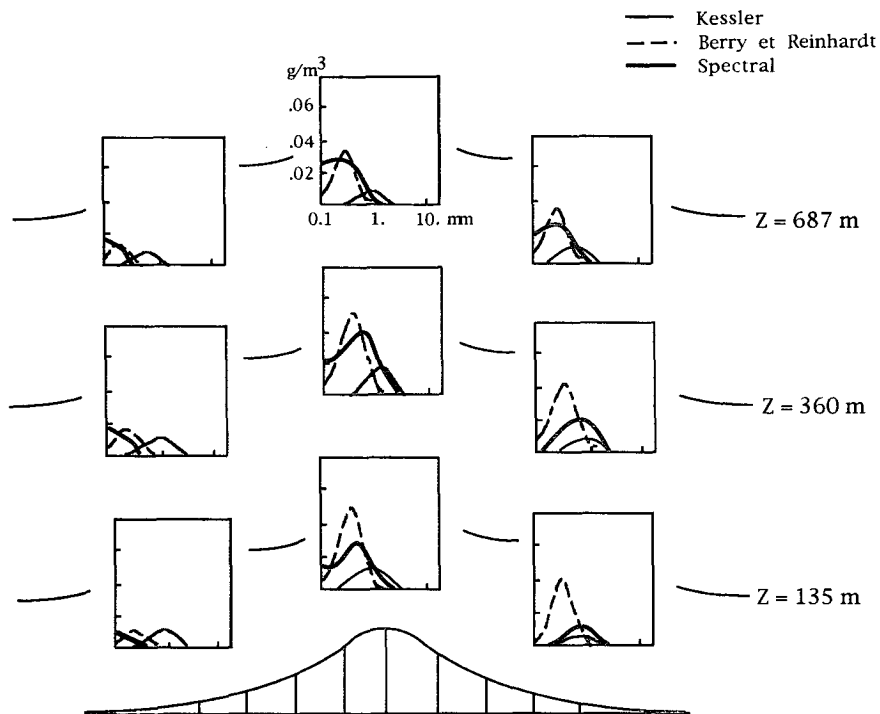 Kessler
Berry et Reinhardt
Spectral
g/m³
.06
.04
.02
0.1 1. 10. mm
Z = 687 m
Z = 360 m
Z = 135 m